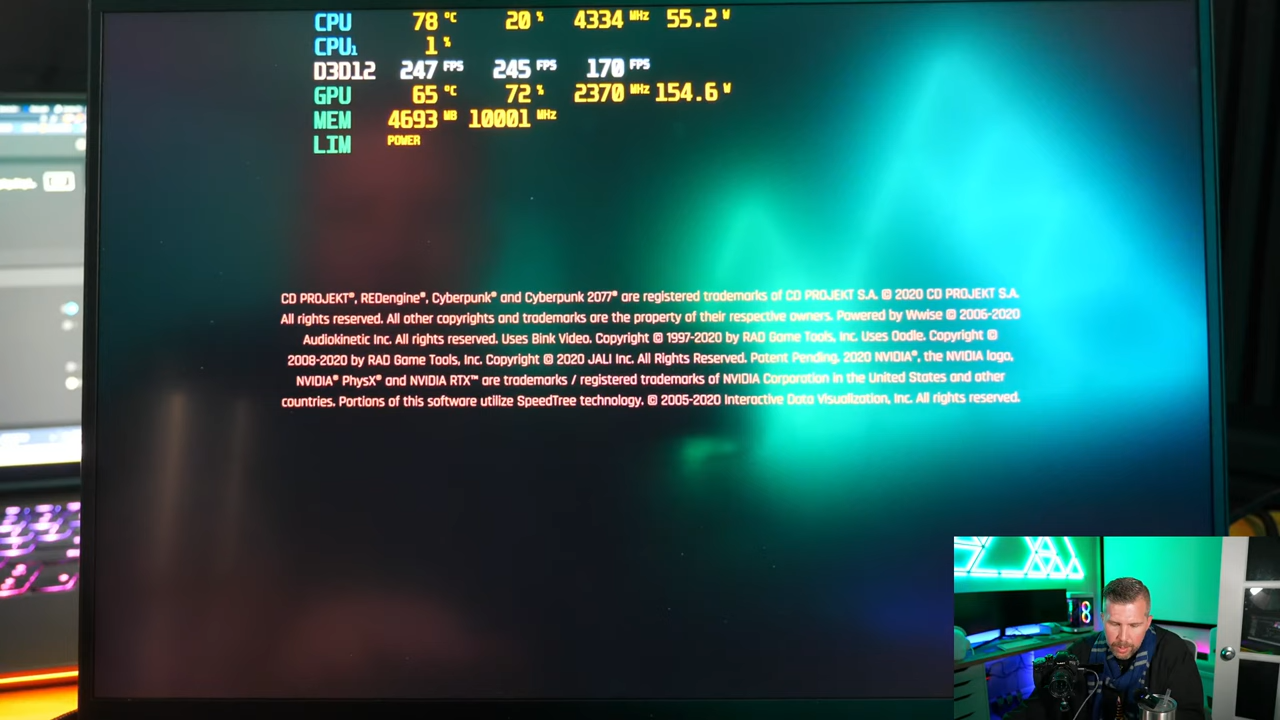 CPU 78 °C 20 % 4334 MHz 55.2 W
CPU1 1 %
D3D12 247 FPS 245 FPS 170 FPS
GPU 65 °C 72 % 2370 MHz 154.6 W
MEM 4693 MB 10001 MHz
LIM POWER
CD PROJEKT®, REDengine®, Cyberpunk® and Cyberpunk 2077® are registered trademarks of CD PROJEKT S.A. © 2020 CD PROJEKT S.A.
All rights reserved. All other copyrights and trademarks are the property of their respective owners. Powered by Wwise © 2006-2020
Audiokinetic Inc. All rights reserved. Uses Bink Video. Copyright © 1997-2020 by RAD Game Tools, Inc. Uses Oodle. Copyright ©
2008-2020 by RAD Game Tools, Inc. Copyright © 2020 JALI Inc. All Rights Reserved. Patent Pending. 2020 NVIDIA®, the NVIDIA logo,
NVIDIA® PhysX® and NVIDIA RTX™ are trademarks / registered trademarks of NVIDIA Corporation in the United States and other
countries. Portions of this software utilize SpeedTree technology. © 2005-2020 Interactive Data Visualization, Inc. All rights reserved.